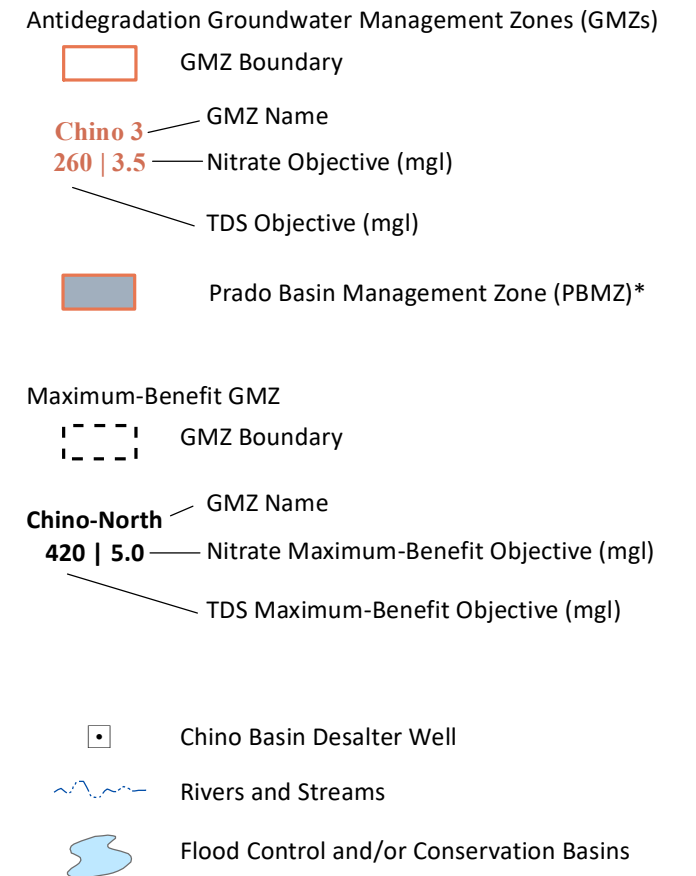 Antidegradation Groundwater Management Zones (GMZs)
GMZ Boundary
GMZ Name
Chino 3
260 | 3.5
Nitrate Objective (mgl)
TDS Objective (mgl)
Prado Basin Management Zone (PBMZ)*
Maximum-Benefit GMZ
GMZ Boundary
GMZ Name
Chino-North
420 | 5.0
Nitrate Maximum-Benefit Objective (mgl)
TDS Maximum-Benefit Objective (mgl)
Chino Basin Desalter Well
Rivers and Streams
Flood Control and/or Conservation Basins